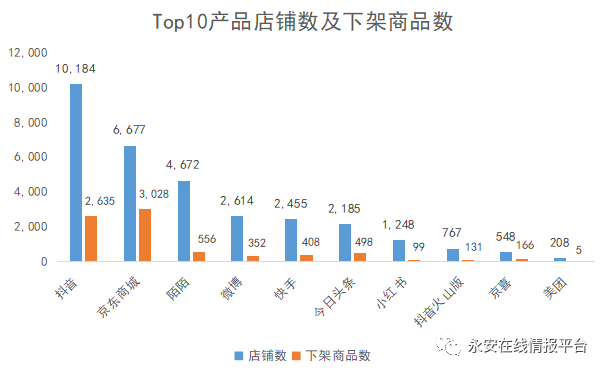 Top10产品店铺数及下架商品数
12,000
10,000
8,000
6,000
4,000
2,000
0
10,184
2,635
6,677
3,028
4,672
556
2,614
352
2,455
408
2,185
498
1,248
99
767
131
548
166
208
5
抖音
京东商城
陌陌
微博
快手
今日头条
小红书
抖音火山版
京喜
美团
店铺数 下架商品数
永安在线情报平台